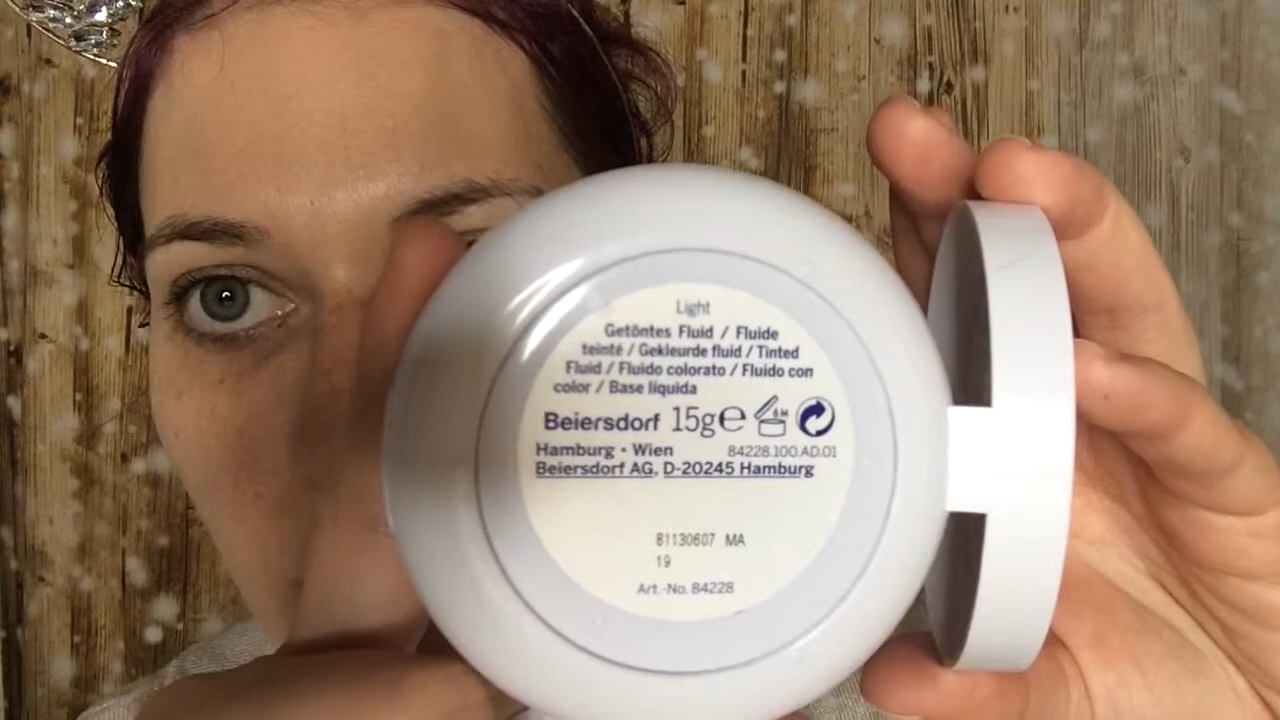 Light
Getöntes Fluid / Fluide
teinté / Gekleurde fluid / Tinted
Fluid / Fluido colorato / Fluido con
color / Base líquida
Beiersdorf 15g℮ 6M
Hamburg • Wien 84228.100.AD.01
Beiersdorf AG, D-20245 Hamburg
81130607 MA
19
Art.-No. 84228